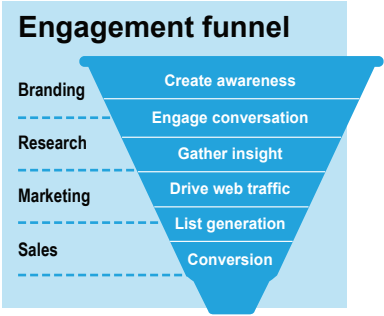 Engagement funnel
Branding
Research
Marketing
Sales
Create awareness
Engage conversation
Gather insight
Drive web traffic
List generation
Conversion